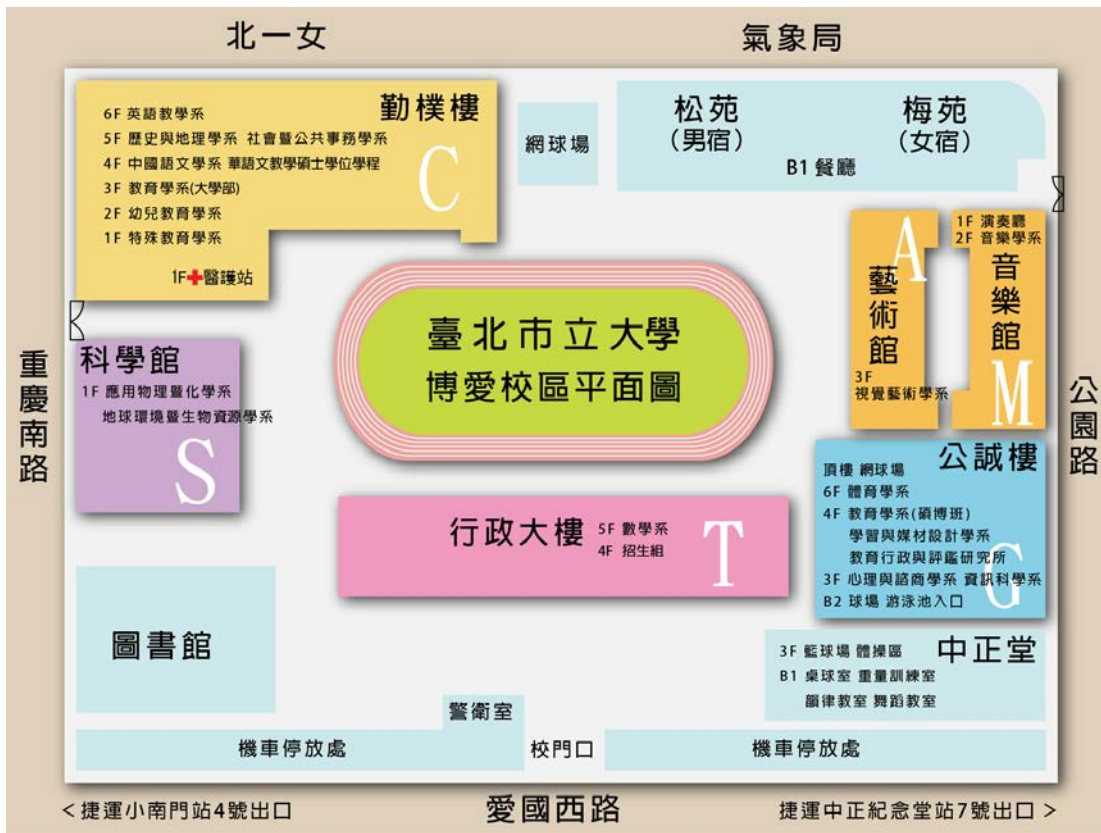 北一女
氣象局
勤樸樓
6F 英語教學系
5F 歷史與地理學系 社會暨公共事務學系
4F 中國語文學系 華語文教學碩士學位學程
3F 教育學系(大學部)
2F 幼兒教育學系
1F 特殊教育學系
1F✚醫護站
C
網球場
松苑
(男宿)
梅苑
(女宿)
B1 餐廳
A
藝術館
3F
視覺藝術學系
1F 演奏廳
2F 音樂學系
音樂館
M
臺北市立大學
博愛校區平面圖
重慶南路
科學館
1F 應用物理暨化學系
地球環境暨生物資源學系
S
公園路
公誠樓
頂樓 網球場
6F 體育學系
4F 教育學系(碩博班)
學習與媒材設計學系
教育行政與評鑑研究所
3F 心理與諮商學系 資訊科學系
B2 球場 游泳池入口
G
行政大樓
5F 數學系
4F 招生組
T
圖書館
中正堂
3F 籃球場 體操區
B1 桌球室 重量訓練室
韻律教室 舞蹈教室
警衛室
機車停放處
校門口
機車停放處
<捷運小南門站4號出口
愛國西路
捷運中正紀念堂站7號出口 >